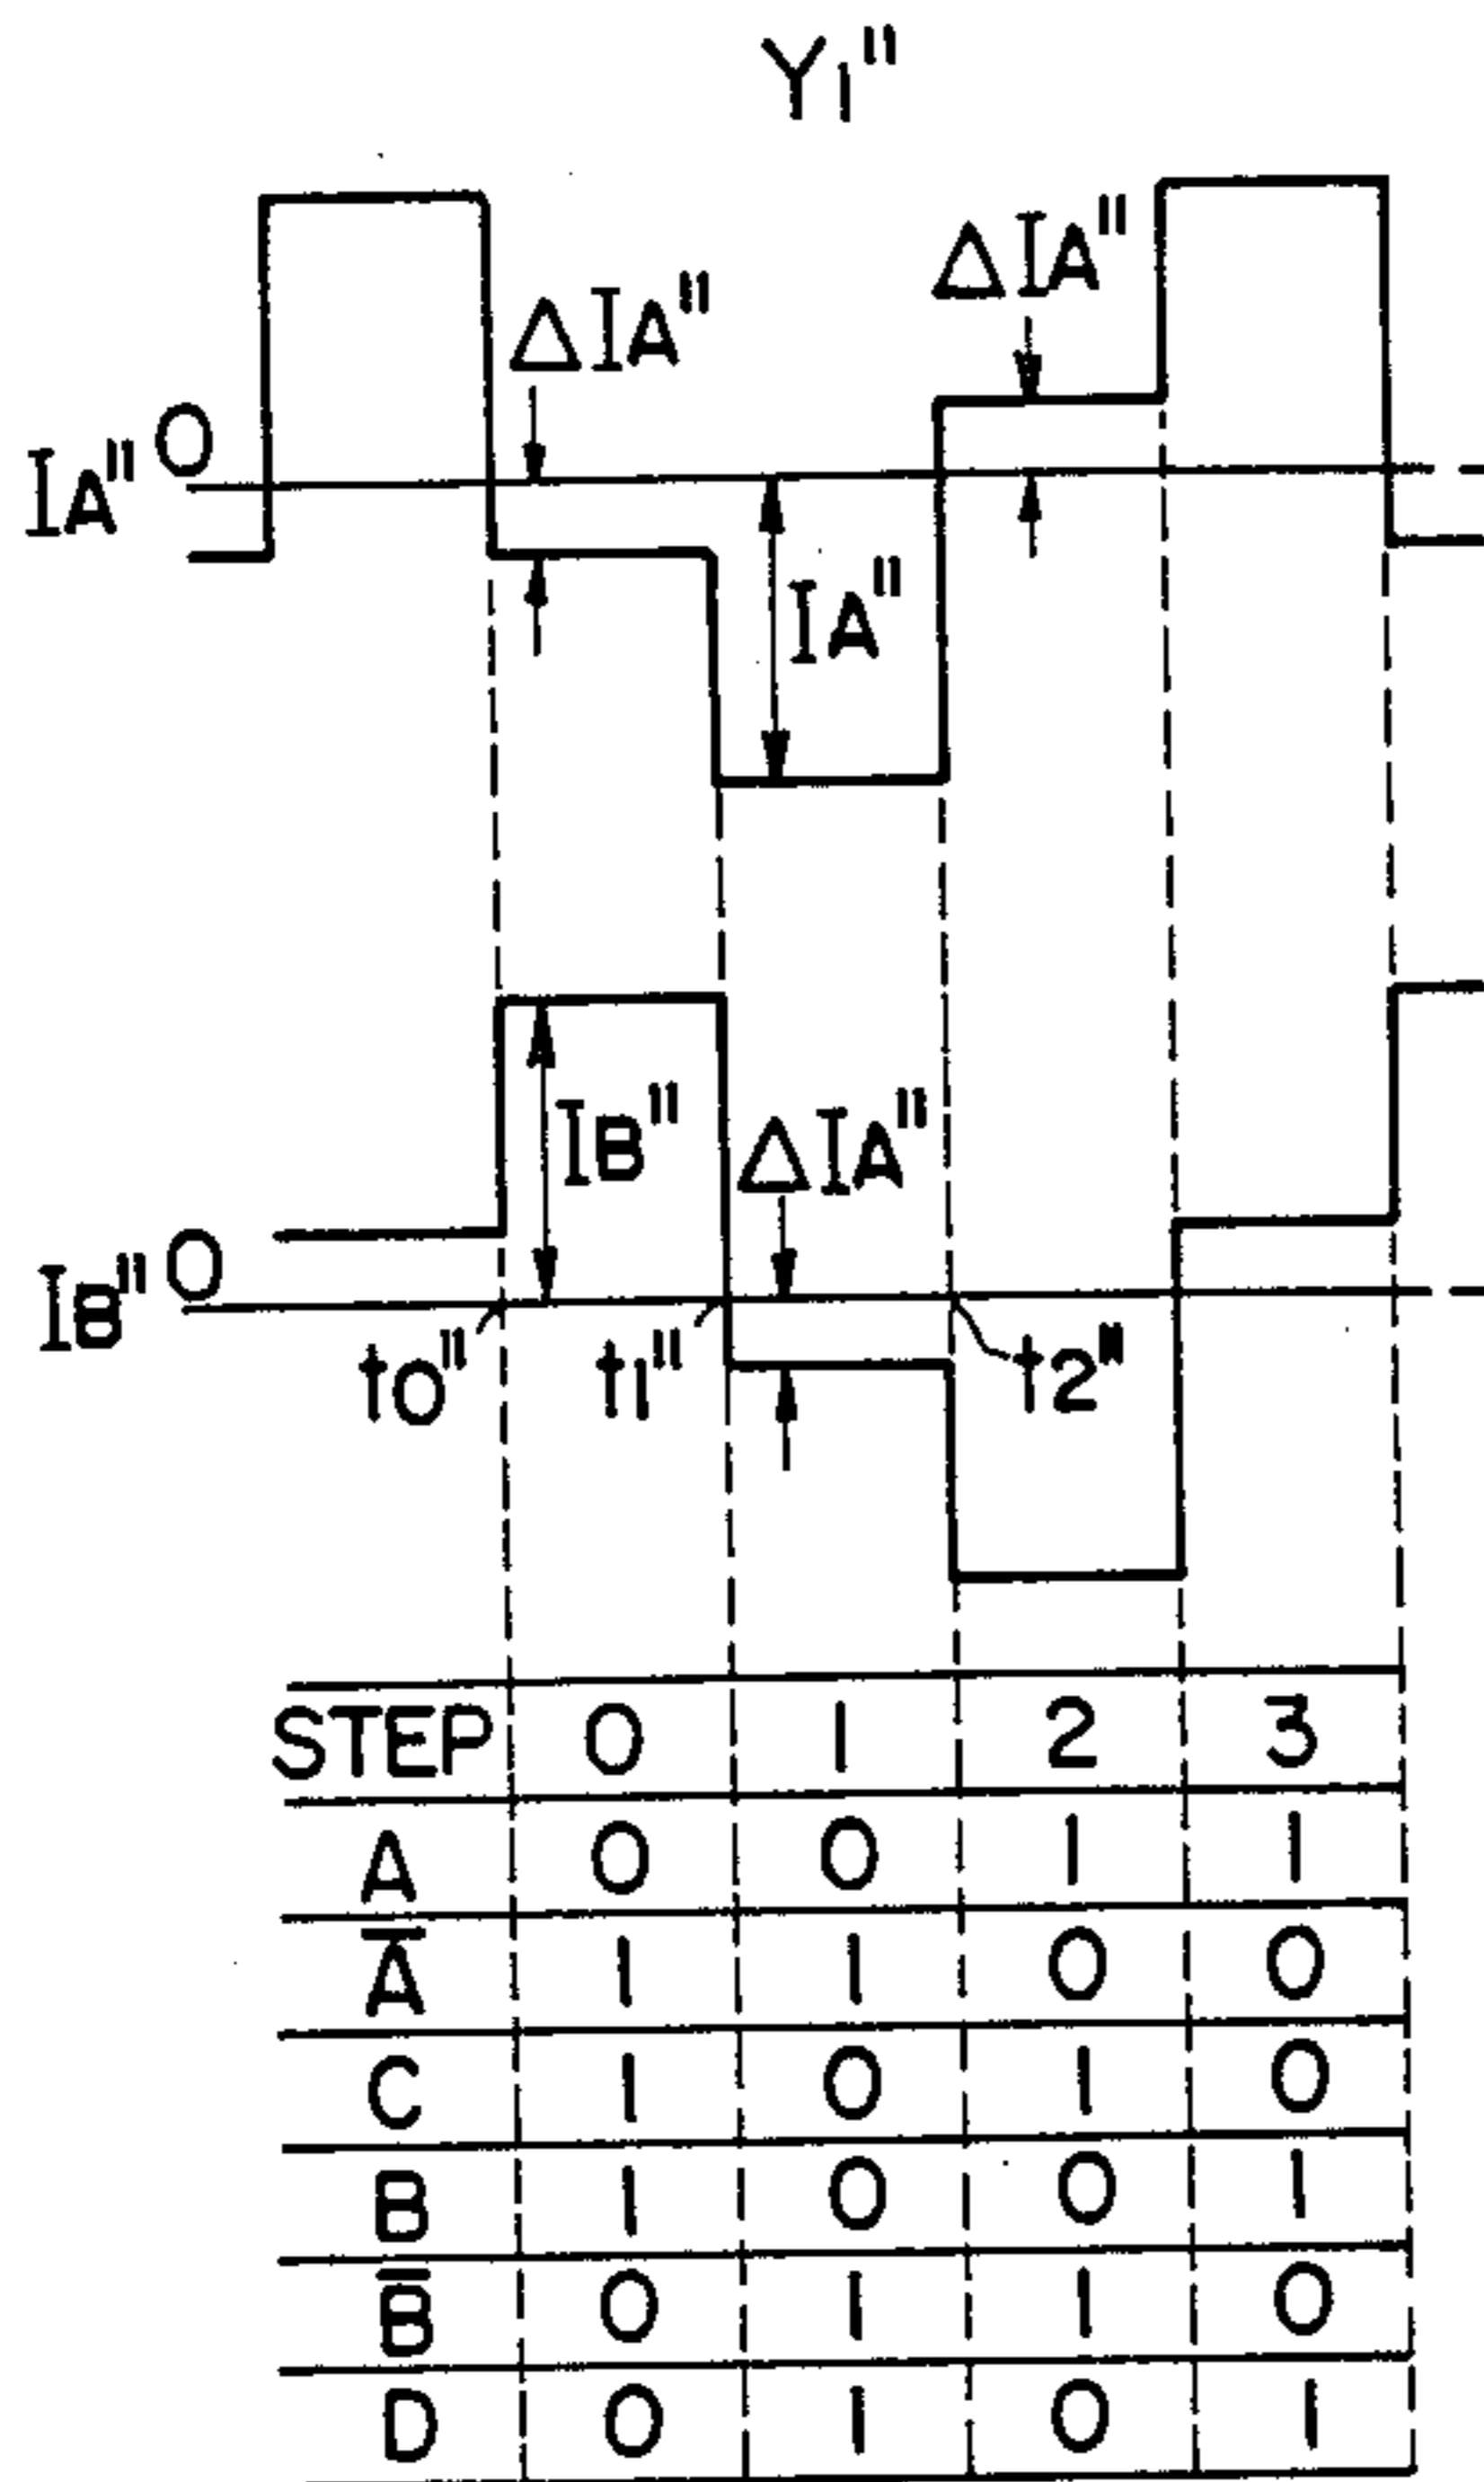 Y1"
ΔIA"
ΔIA"
IA" 0
IA"
IB"
ΔIA"
IB" 0
t0" t1" t2"
STEP 0 1 2 3
A 0 0 1 1
A̅ 1 1 0 0
C 1 0 1 0
B 1 0 0 1
B̅ 0 1 1 0
D 0 1 0 1